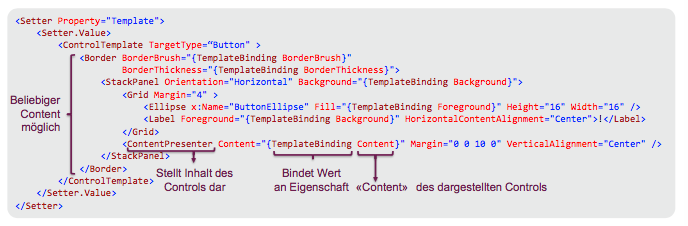 <Setter Property="Template">
<Setter.Value>
<ControlTemplate TargetType=“Button" >
<Border BorderBrush="{TemplateBinding BorderBrush}"
BorderThickness="{TemplateBinding BorderThickness}">
<StackPanel Orientation="Horizontal" Background="{TemplateBinding Background}">
<Grid Margin="4" >
<Ellipse x:Name="ButtonEllipse" Fill="{TemplateBinding Foreground}" Height="16" Width="16" />
<Label Foreground="{TemplateBinding Background}" HorizontalContentAlignment="Center">!</Label>
</Grid>
<ContentPresenter Content="{TemplateBinding Content}" Margin="0 0 10 0" VerticalAlignment="Center" />
</StackPanel>
</Border>
</ControlTemplate>
</Setter.Value>
</Setter>
Beliebiger
Content
möglich
Stellt Inhalt des
Controls dar
Bindet Wert
an Eigenschaft
«Content» des dargestellten Controls